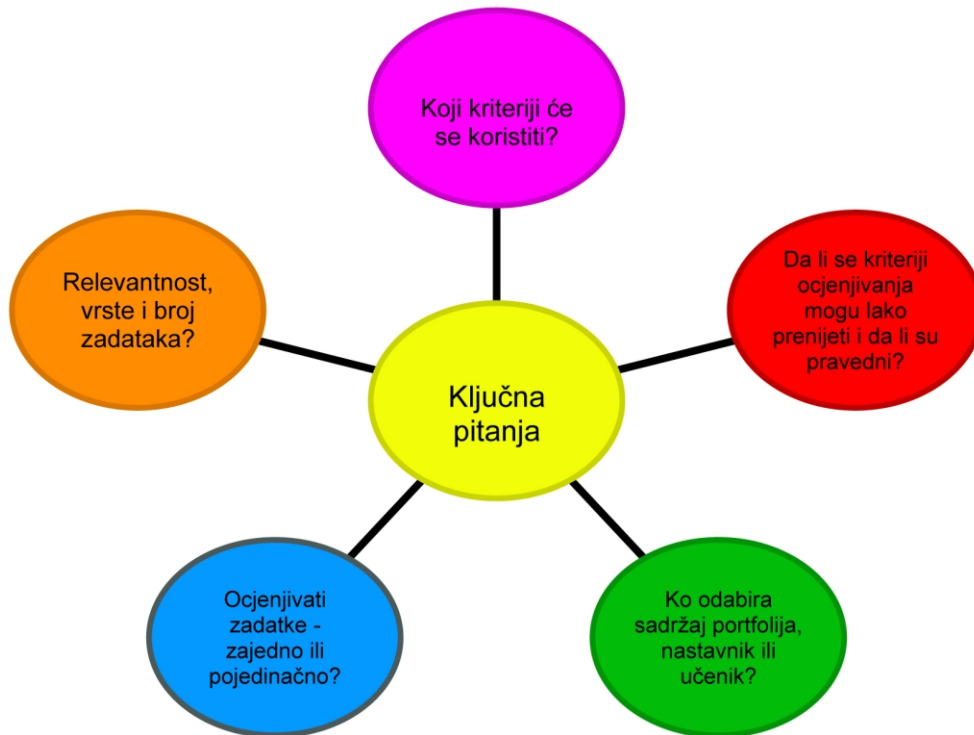 Koji kriteriji će
se koristiti?
Relevantnost,
vrste i broj
zadataka?
Da li se kriteriji
ocjenjivanja
mogu lako
prenijeti i da li su
pravedni?
Ključna
pitanja
Ocjenjivati
zadatke -
zajedno ili
pojedinačno?
Ko odabira
sadržaj portfolija,
nastavnik ili
učenik?